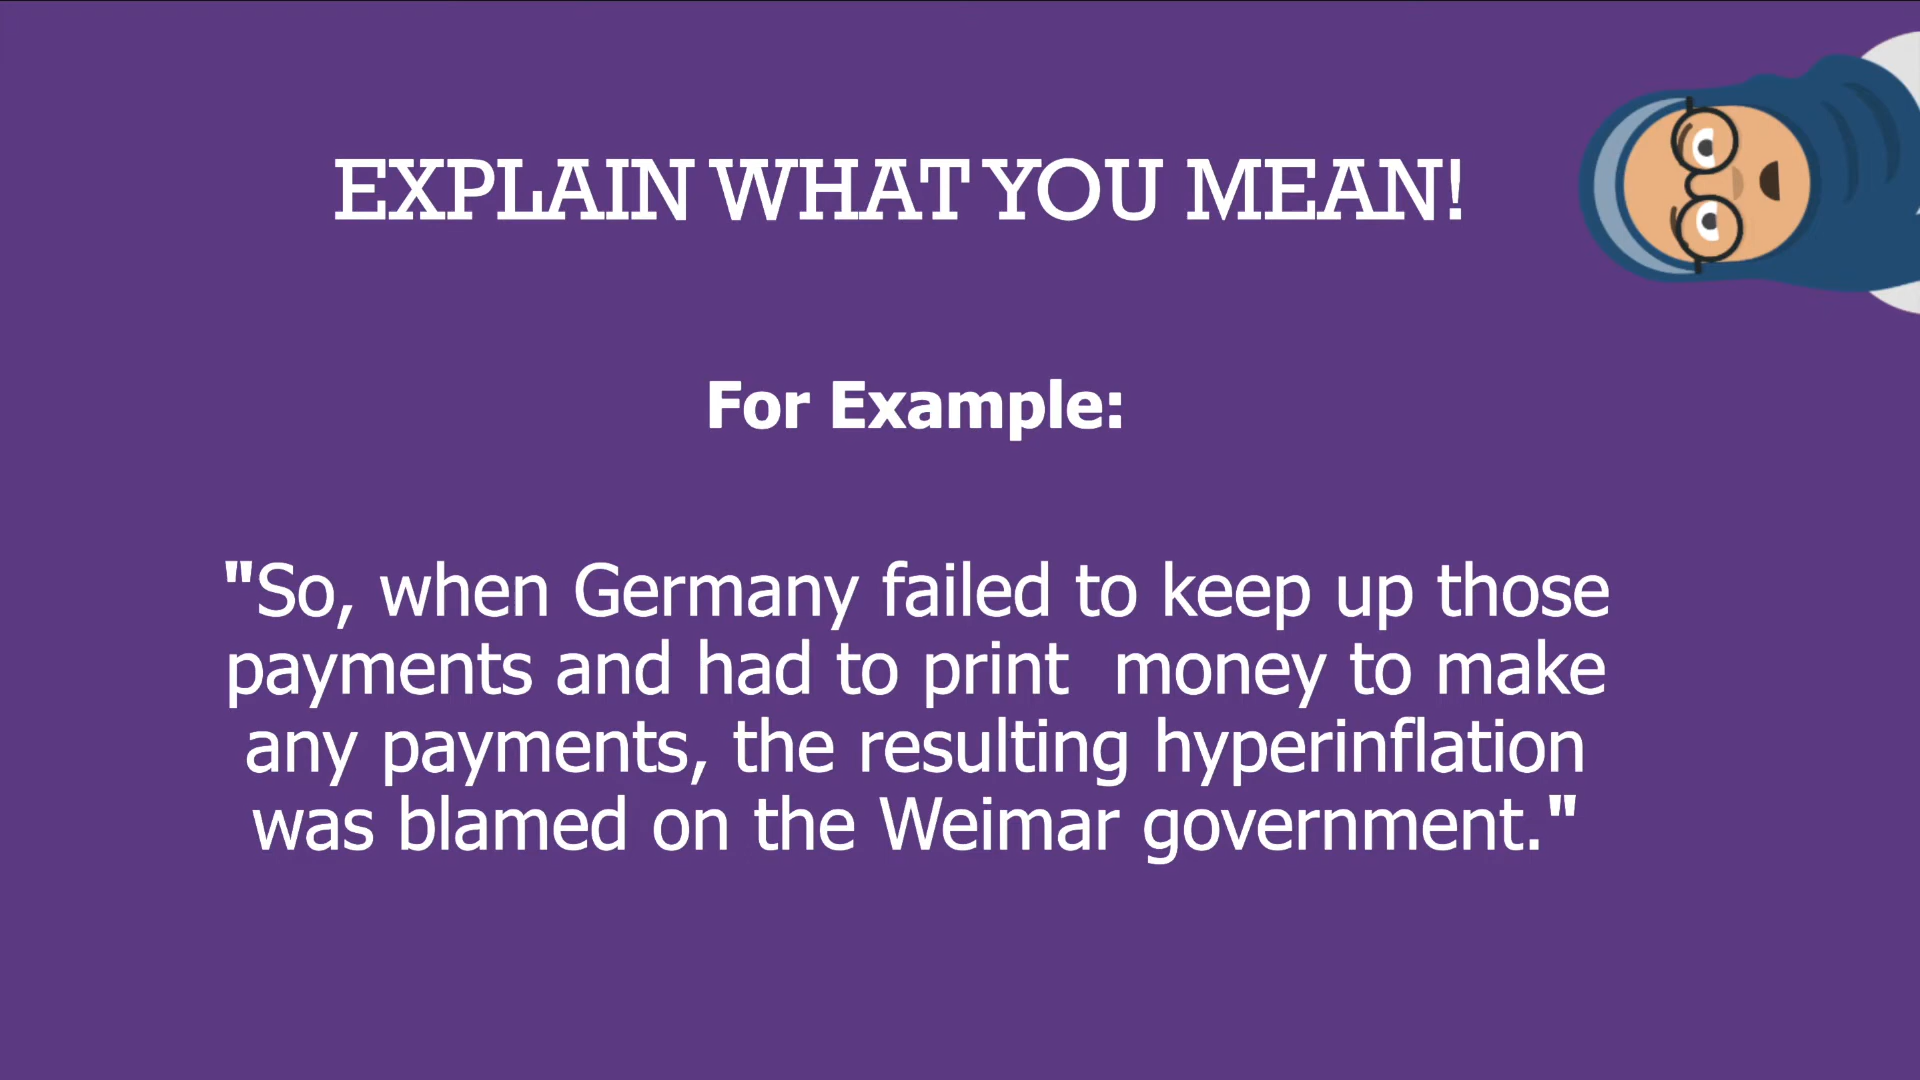 EXPLAIN WHAT YOU MEAN!
For Example:
"So, when Germany failed to keep up those
payments and had to print  money to make
any payments, the resulting hyperinflation
was blamed on the Weimar government."